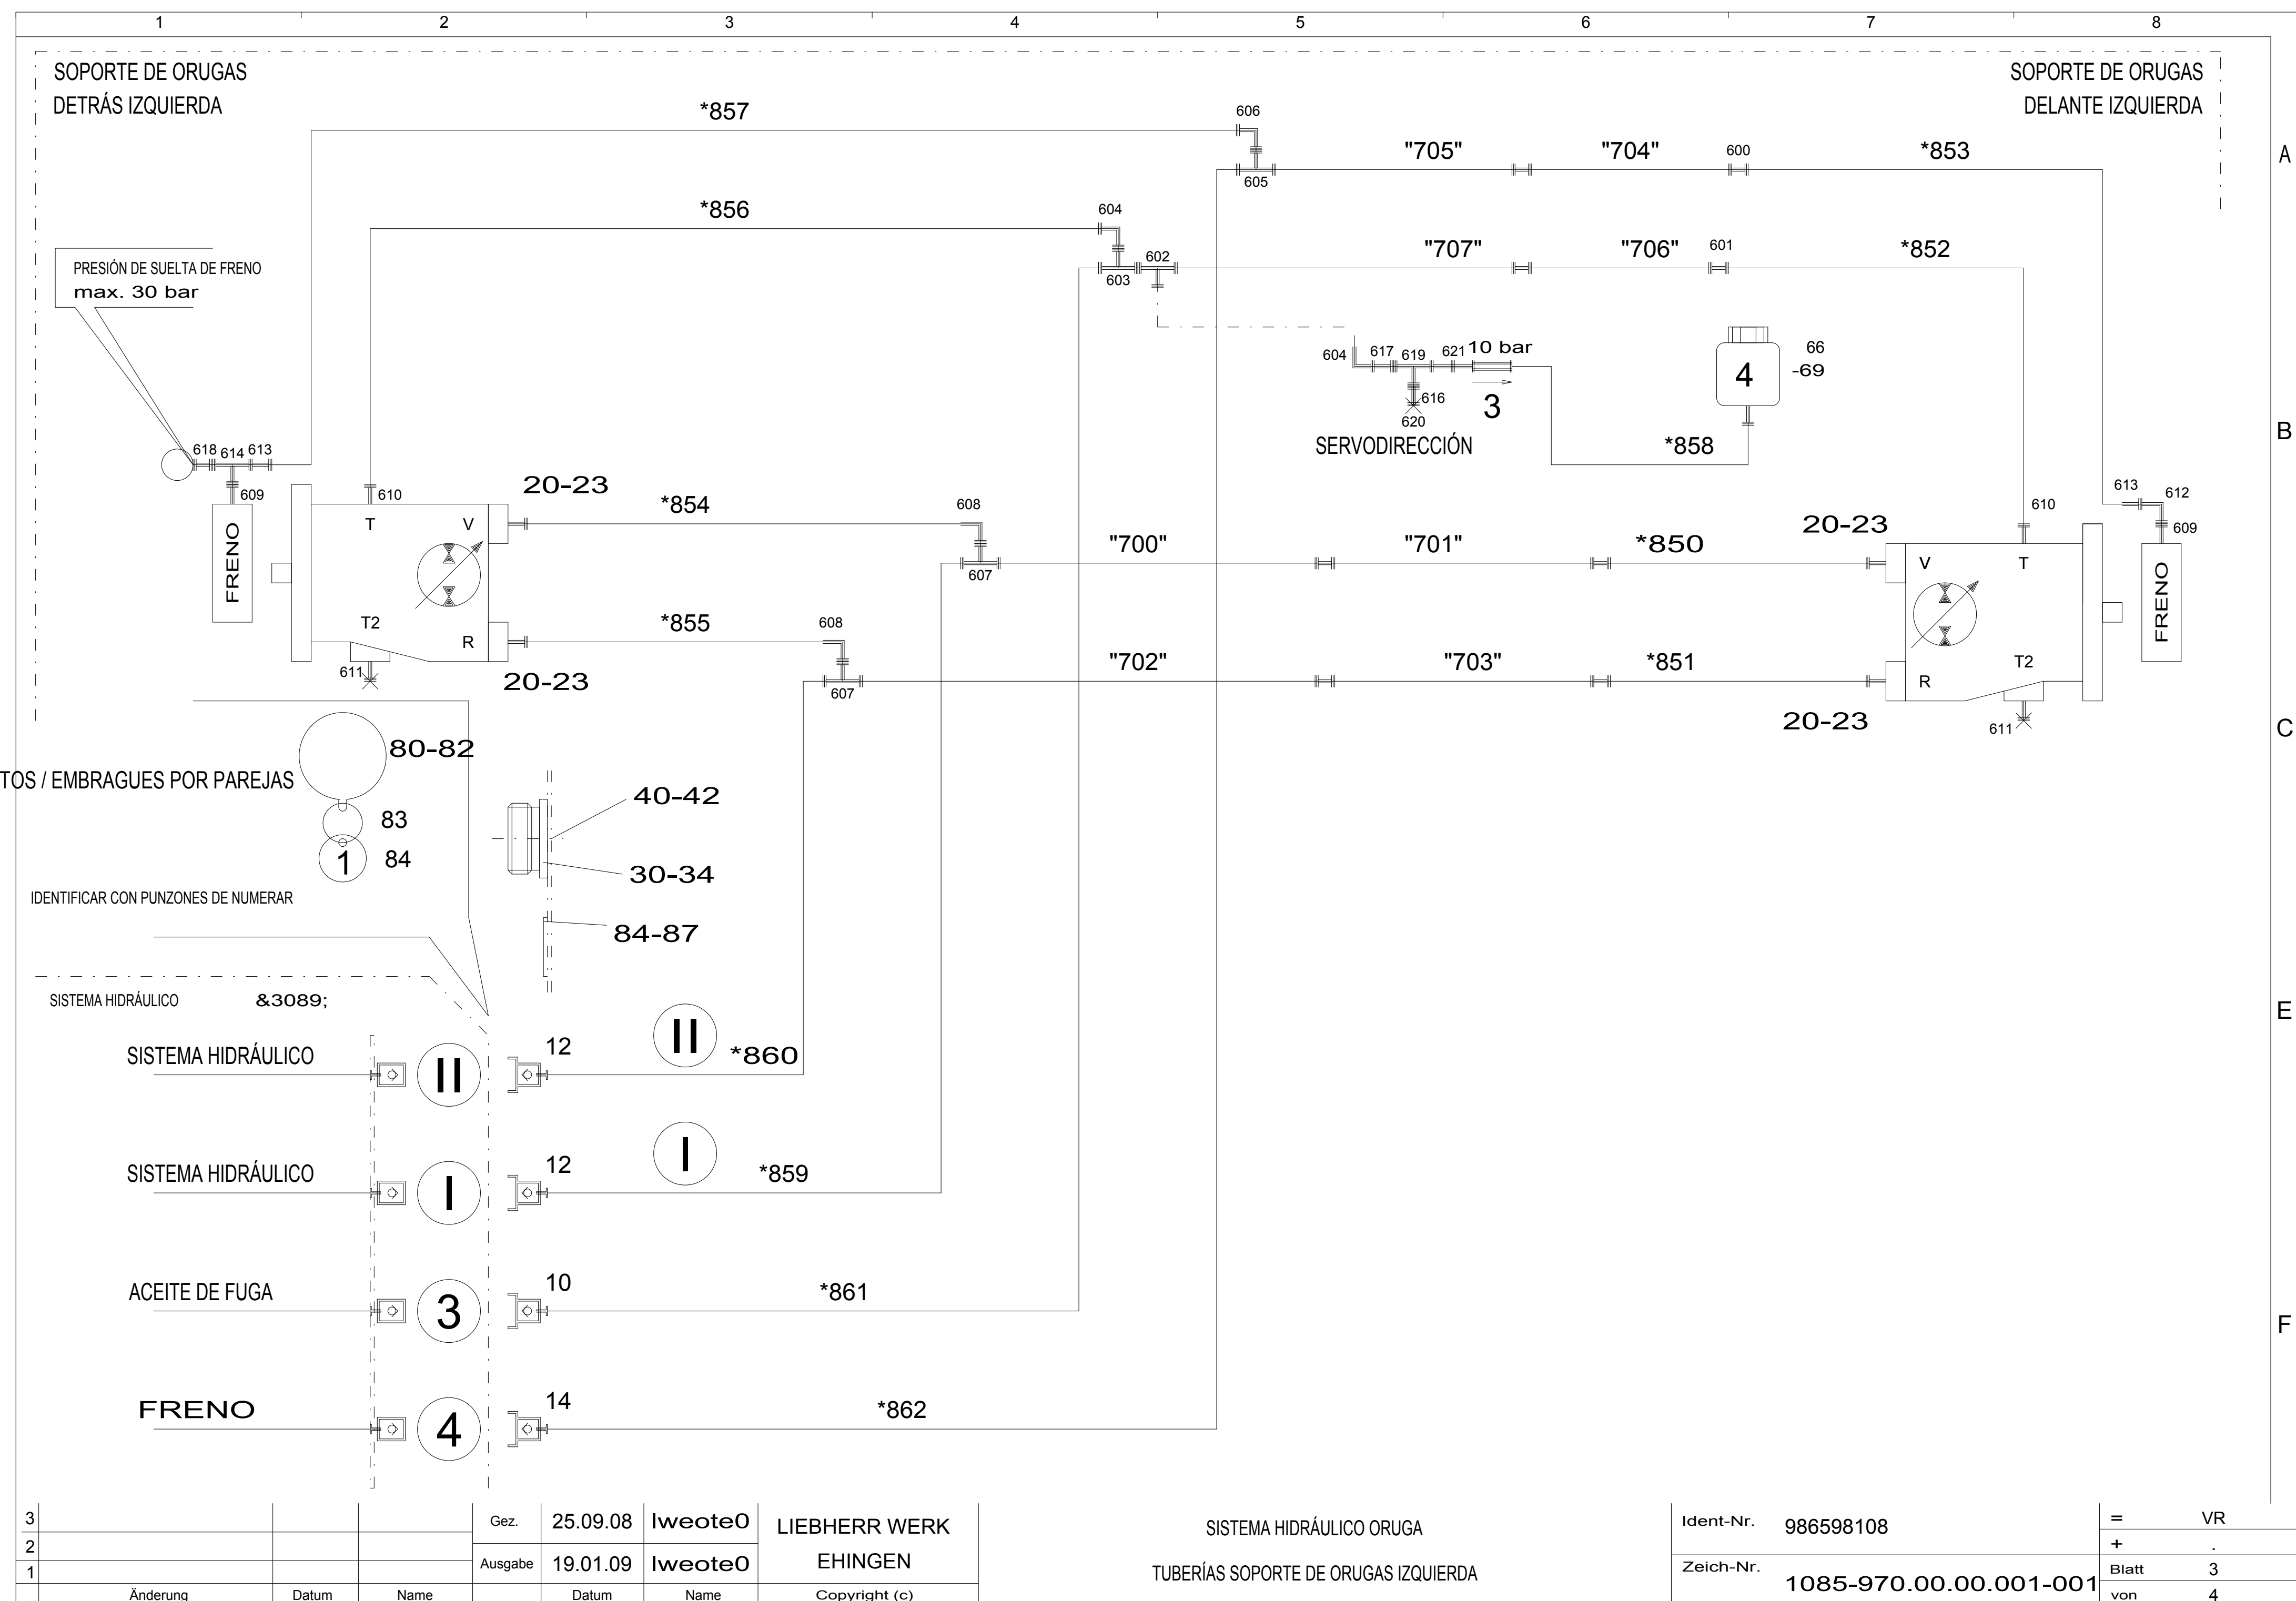 1 2 3 4 5 6 7 8
SOPORTE DE ORUGAS
DETRÁS IZQUIERDA
SOPORTE DE ORUGAS
DELANTE IZQUIERDA
*857
606
605
"705"
"704"
600
*853
A
*856
604
602
603
"707"
"706"
601
*852
PRESIÓN DE SUELTA DE FRENO
max. 30 bar
604
617
619
621
10 bar
616
620
3
SERVODIRECCIÓN
4
66
-69
*858
B
618
614
613
609
FRENO
610
T
V
T2
R
611
20-23
20-23
*854
608
607
*855
608
607
"700"
"701"
*850
"702"
"703"
*851
20-23
20-23
V
T
R
T2
610
611
613
612
609
FRENO
C
80-82
TOS / EMBRAGUES POR PAREJAS
83
1
84
IDENTIFICAR CON PUNZONES DE NUMERAR
40-42
30-34
84-87
SISTEMA HIDRÁULICO
&3089;
E
SISTEMA HIDRÁULICO
II
12
II
*860
SISTEMA HIDRÁULICO
I
12
I
*859
ACEITE DE FUGA
3
10
*861
F
FRENO
4
14
*862
3
2
1
Änderung
Datum
Name
Gez.
25.09.08
lweote0
Ausgabe
19.01.09
lweote0
Datum
Name
LIEBHERR WERK
EHINGEN
Copyright (c)
SISTEMA HIDRÁULICO ORUGA
TUBERÍAS SOPORTE DE ORUGAS IZQUIERDA
Ident-Nr.
986598108
Zeich-Nr.
1085-970.00.00.001-001
=
VR
+
.
Blatt
3
von
4